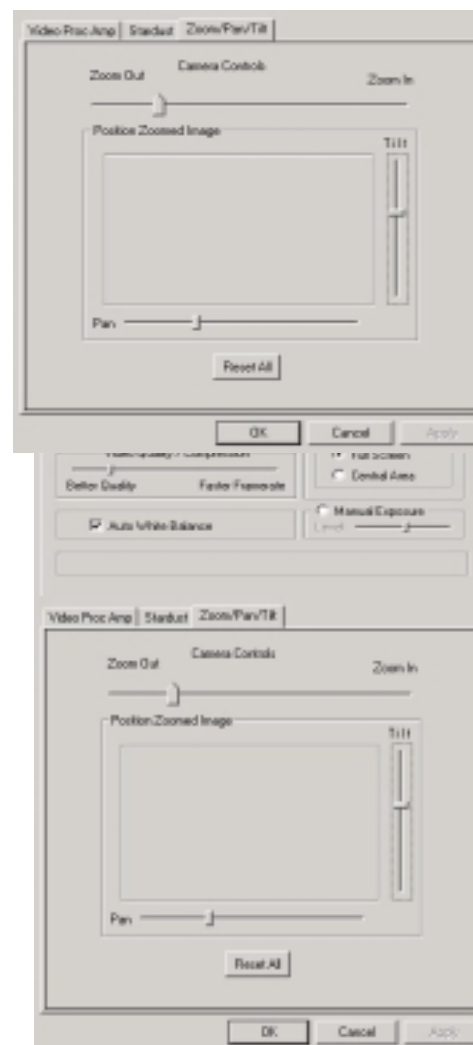 Video Proc Amp Stardust Zoom/Pan/Tilt
Camera Controls
Zoom Out Zoom In
Position Zoomed Image
Tilt
Pan
Reset All
OK Cancel Apply
Video Quality / Compression Full Screen
Better Quality Faster Framerate Central Area
Auto White Balance Manual Exposure
Level
Video Proc Amp Stardust Zoom/Pan/Tilt
Camera Controls
Zoom Out Zoom In
Position Zoomed Image
Tilt
Pan
Reset All
OK Cancel Apply